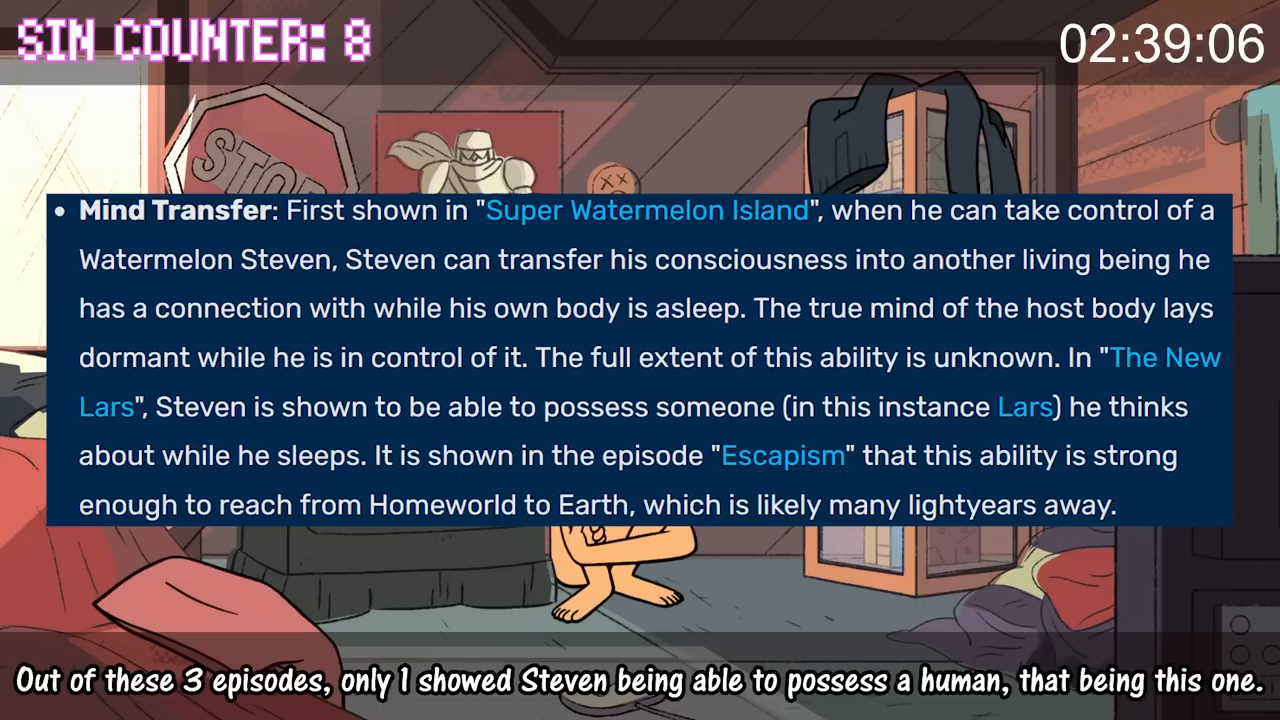 SIN COUNTER: 8
02:39:06
STOP
• Mind Transfer: First shown in "Super Watermelon Island", when he can take control of a
Watermelon Steven, Steven can transfer his consciousness into another living being he
has a connection with while his own body is asleep. The true mind of the host body lays
dormant while he is in control of it. The full extent of this ability is unknown. In "The New
Lars", Steven is shown to be able to possess someone (in this instance Lars) he thinks
about while he sleeps. It is shown in the episode "Escapism" that this ability is strong
enough to reach from Homeworld to Earth, which is likely many lightyears away.
Out of these 3 episodes, only 1 showed Steven being able to possess a human, that being this one.